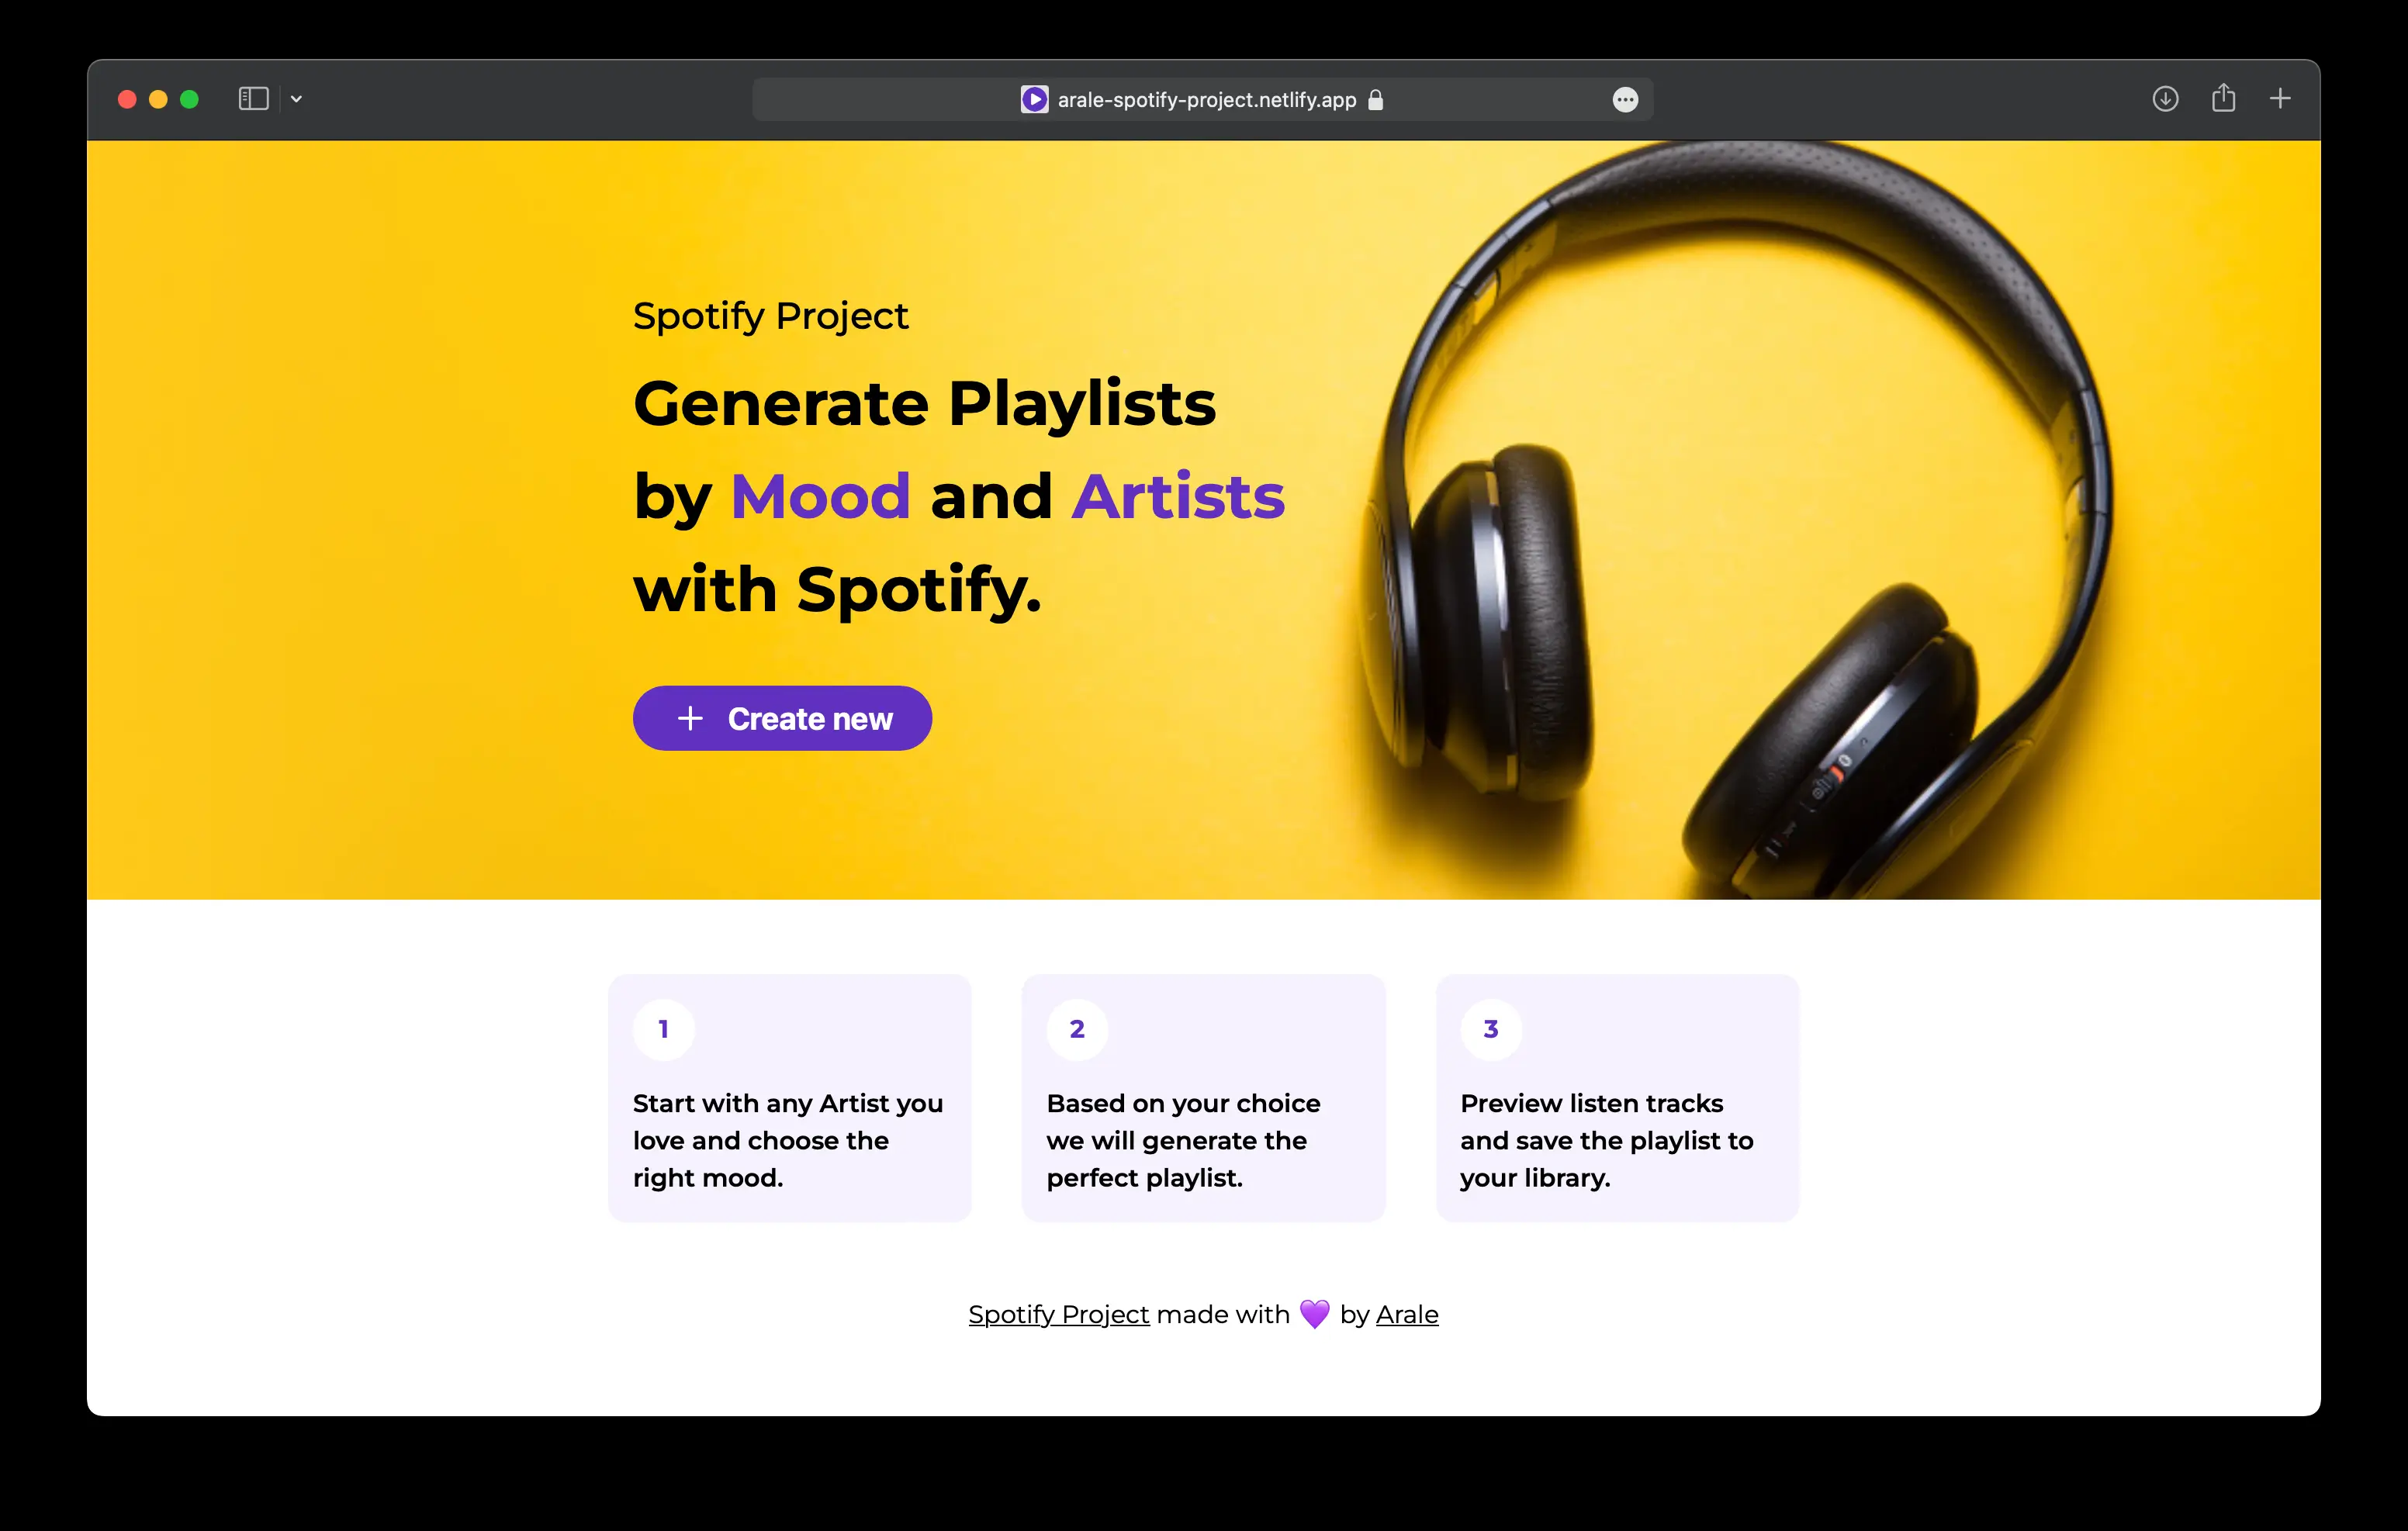 arale-spotify-project.netlify.app
Spotify Project
Generate Playlists
by Mood and Artists
with Spotify.
+ Create new
1
Start with any Artist you
love and choose the
right mood.
2
Based on your choice
we will generate the
perfect playlist.
3
Preview listen tracks
and save the playlist to
your library.
Spotify Project made with 💜 by Arale